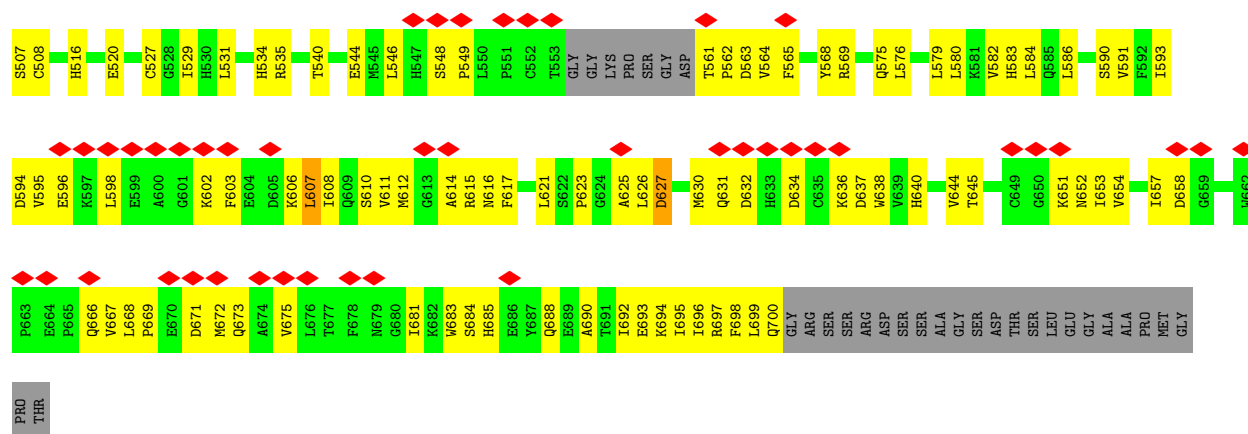 S507 C508 H516 E520 C527 G528 I529 H530 L531 H534 R535 T540 E544 M545 L546 H547 S548 P549 L550 P551 C552 T553 GLY GLY LYS PRO SER GLY ASP T561 P562 D563 V564 F565 Y568 R569 Q575 L576 L579 L580 K581 V582 H583 L584 Q585 L586 S590 V591 F592 I593
D594 V595 E596 K597 L598 E599 A600 G601 K602 F603 E604 D605 K606 L607 I608 Q609 S610 V611 M612 G613 A614 R615 N616 F617 L621 S622 P623 G624 A625 L626 D627 M630 Q631 D632 H633 D634 C635 K636 D637 W638 V639 H640 V644 T645 C649 G650 K651 N652 I653 V654 I657 D658 G659 W662
P663 E664 P665 Q666 V667 L668 P669 E670 D671 M672 Q673 A674 V675 L676 T677 F678 N679 G680 I681 K682 W683 S684 H685 E686 Y687 Q688 E689 A690 T691 I692 E693 K694 I695 I696 R697 F698 L699 Q700 GLY ARG SER SER ARG ASP SER SER ALA GLY SER ASP THR SER LEU GLU GLY ALA ALA PRO MET GLY
PRO THR